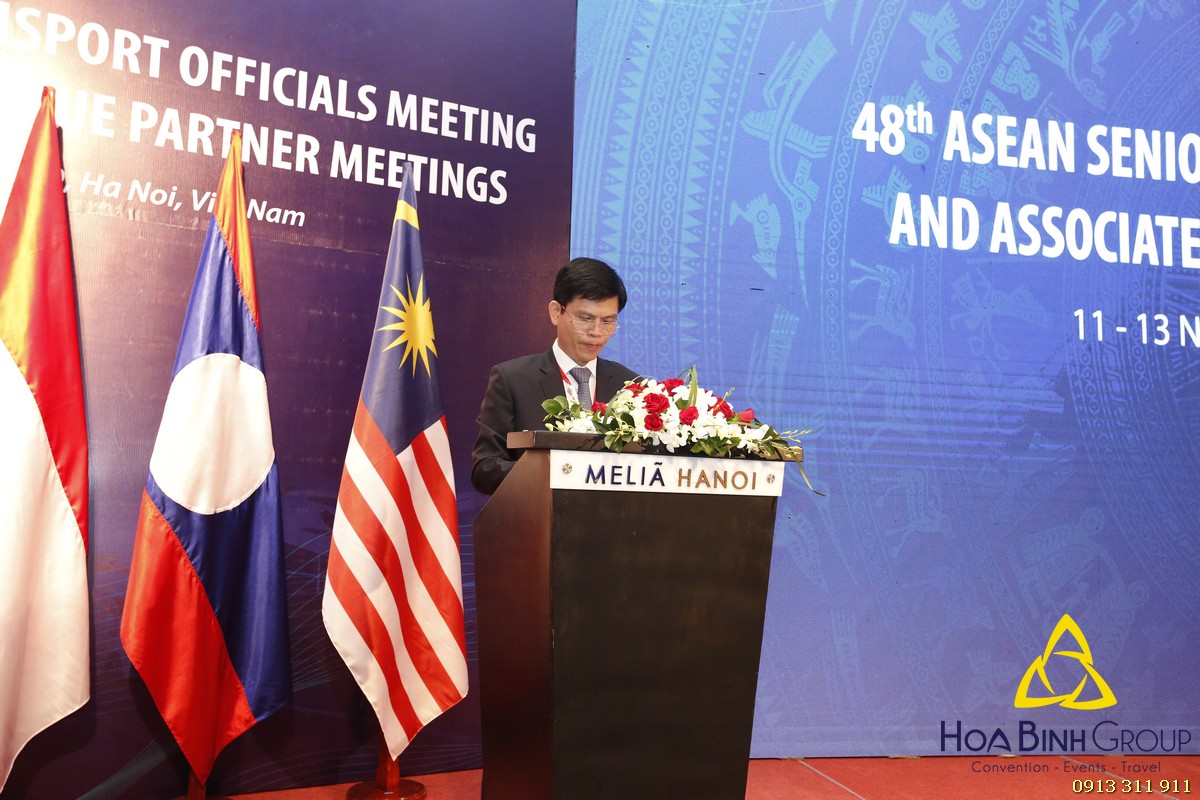 SPORT OFFICIALS MEETING
UE PARTNER MEETINGS
, Ha Noi, Vi Nam
48th ASEAN SENIO
AND ASSOCIATE
11 - 13 N
MELIÃ HANOI
HOA BINH GROUP
Convention - Events - Travel
0913 311 911